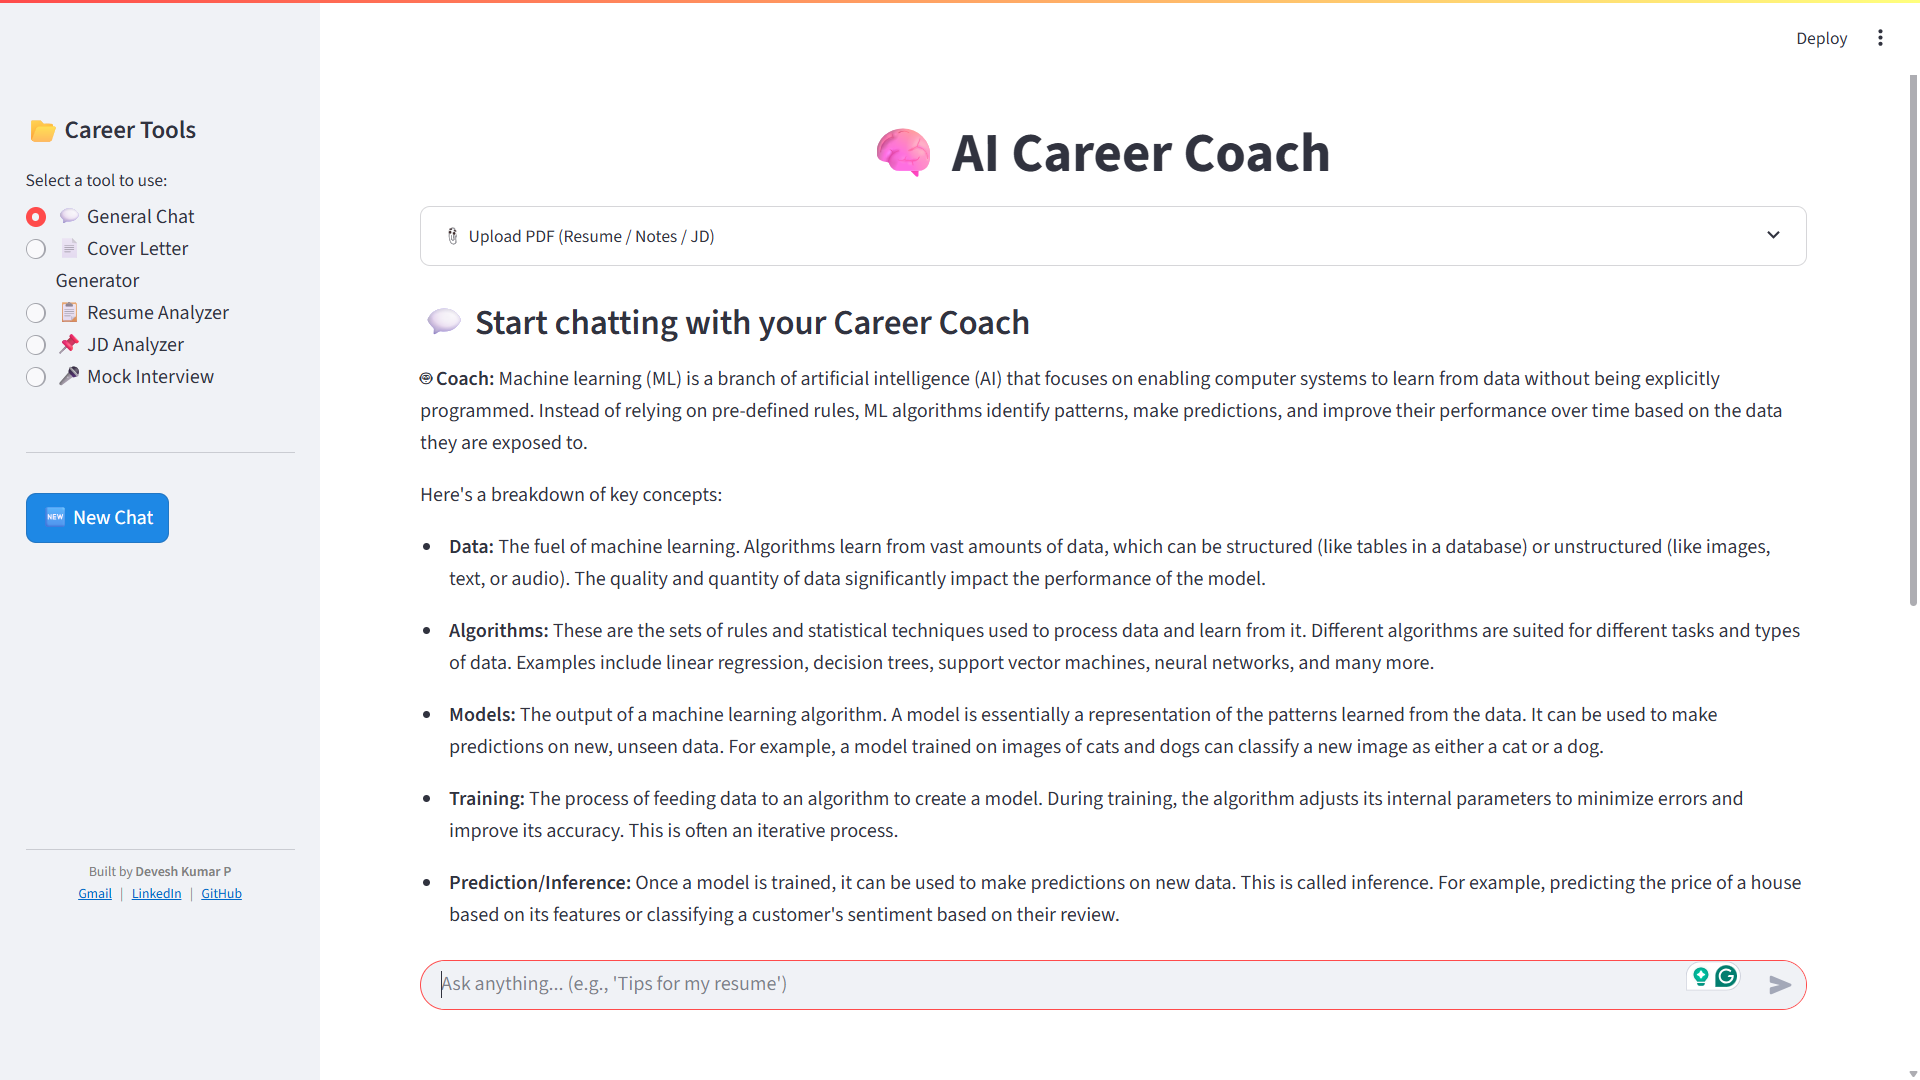 Deploy
Career Tools
Select a tool to use:
General Chat
Cover Letter
Generator
Resume Analyzer
JD Analyzer
Mock Interview
NEW New Chat
Built by Devesh Kumar P
Gmail | LinkedIn | GitHub
AI Career Coach
Upload PDF (Resume / Notes / JD)
Start chatting with your Career Coach
Coach: Machine learning (ML) is a branch of artificial intelligence (AI) that focuses on enabling computer systems to learn from data without being explicitly
programmed. Instead of relying on pre-defined rules, ML algorithms identify patterns, make predictions, and improve their performance over time based on the data
they are exposed to.
Here's a breakdown of key concepts:
• Data: The fuel of machine learning. Algorithms learn from vast amounts of data, which can be structured (like tables in a database) or unstructured (like images,
text, or audio). The quality and quantity of data significantly impact the performance of the model.
• Algorithms: These are the sets of rules and statistical techniques used to process data and learn from it. Different algorithms are suited for different tasks and types
of data. Examples include linear regression, decision trees, support vector machines, neural networks, and many more.
• Models: The output of a machine learning algorithm. A model is essentially a representation of the patterns learned from the data. It can be used to make
predictions on new, unseen data. For example, a model trained on images of cats and dogs can classify a new image as either a cat or a dog.
• Training: The process of feeding data to an algorithm to create a model. During training, the algorithm adjusts its internal parameters to minimize errors and
improve its accuracy. This is often an iterative process.
• Prediction/Inference: Once a model is trained, it can be used to make predictions on new data. This is called inference. For example, predicting the price of a house
based on its features or classifying a customer's sentiment based on their review.
Ask anything... (e.g., 'Tips for my resume')